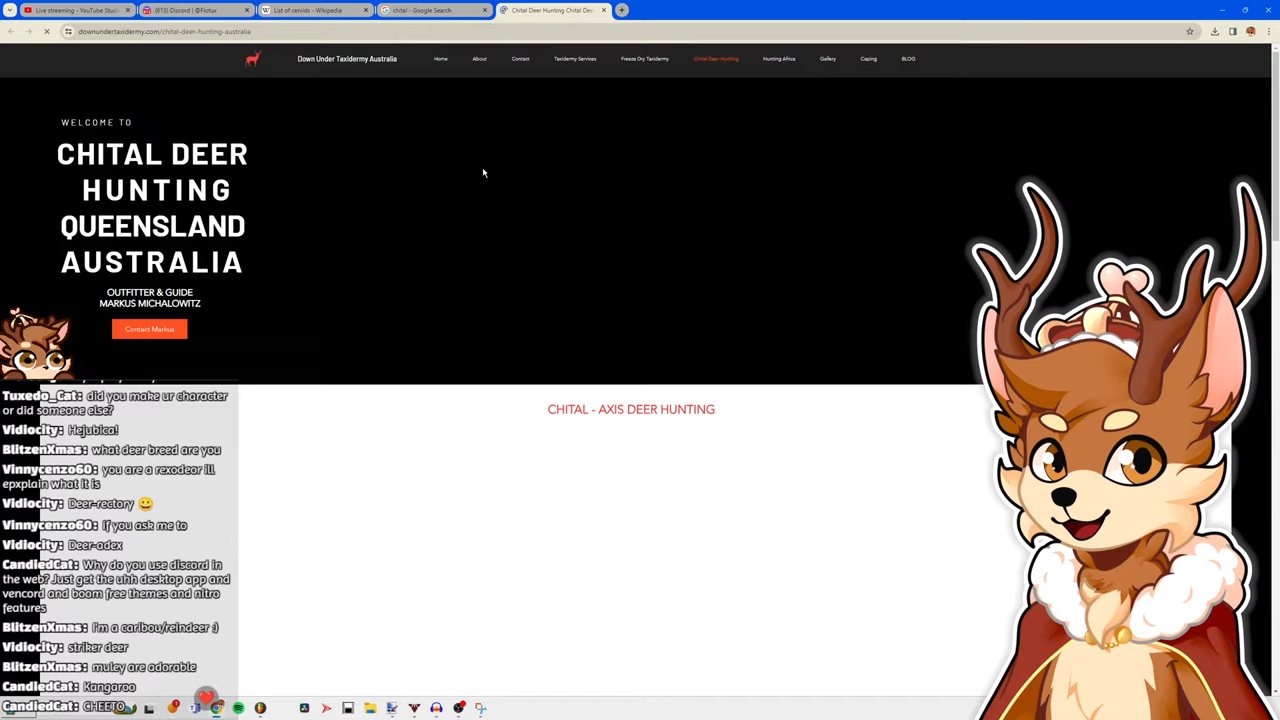 Live streaming - YouTube Studi
(613) Discord | @Fiotux
List of cervids - Wikipedia
chital - Google Search
Chital Deer Hunting Chital Deer
downundertaxidermy.com/chital-deer-hunting-australia
Down Under Taxidermy Australia
Home
About
Contact
Taxidermy Services
Freeze Dry Taxidermy
Chital Deer Hunting
Hunting Africa
Gallery
Caping
BLOG
WELCOME TO
CHITAL DEER
HUNTING
QUEENSLAND
AUSTRALIA
OUTFITTER & GUIDE
MARKUS MICHALOWITZ
Contact Markus
CHITAL - AXIS DEER HUNTING
Tuxedo_Cat: did you make ur character
or did someone else?
Vidiocity: Hejubica!
BlitzenXmas: what deer breed are you
Vinnycenzo60: you are a rexodeor ill
epxplain what it is
Vidiocity: Deer-rectory 😀
Vinnycenzo60: If you ask me to
Vidiocity: Deer-adex
CandiedCat: Why do you use discord in
the web? Just get the uhh desktop app and
vencord and boom free themes and nitro
features
BlitzenXmas: I'm a caribou/reindeer :)
Vidiocity: striker deer
BlitzenXmas: muley are adorable
CandiedCat: Kangaroo
CandiedCat: CHEETO